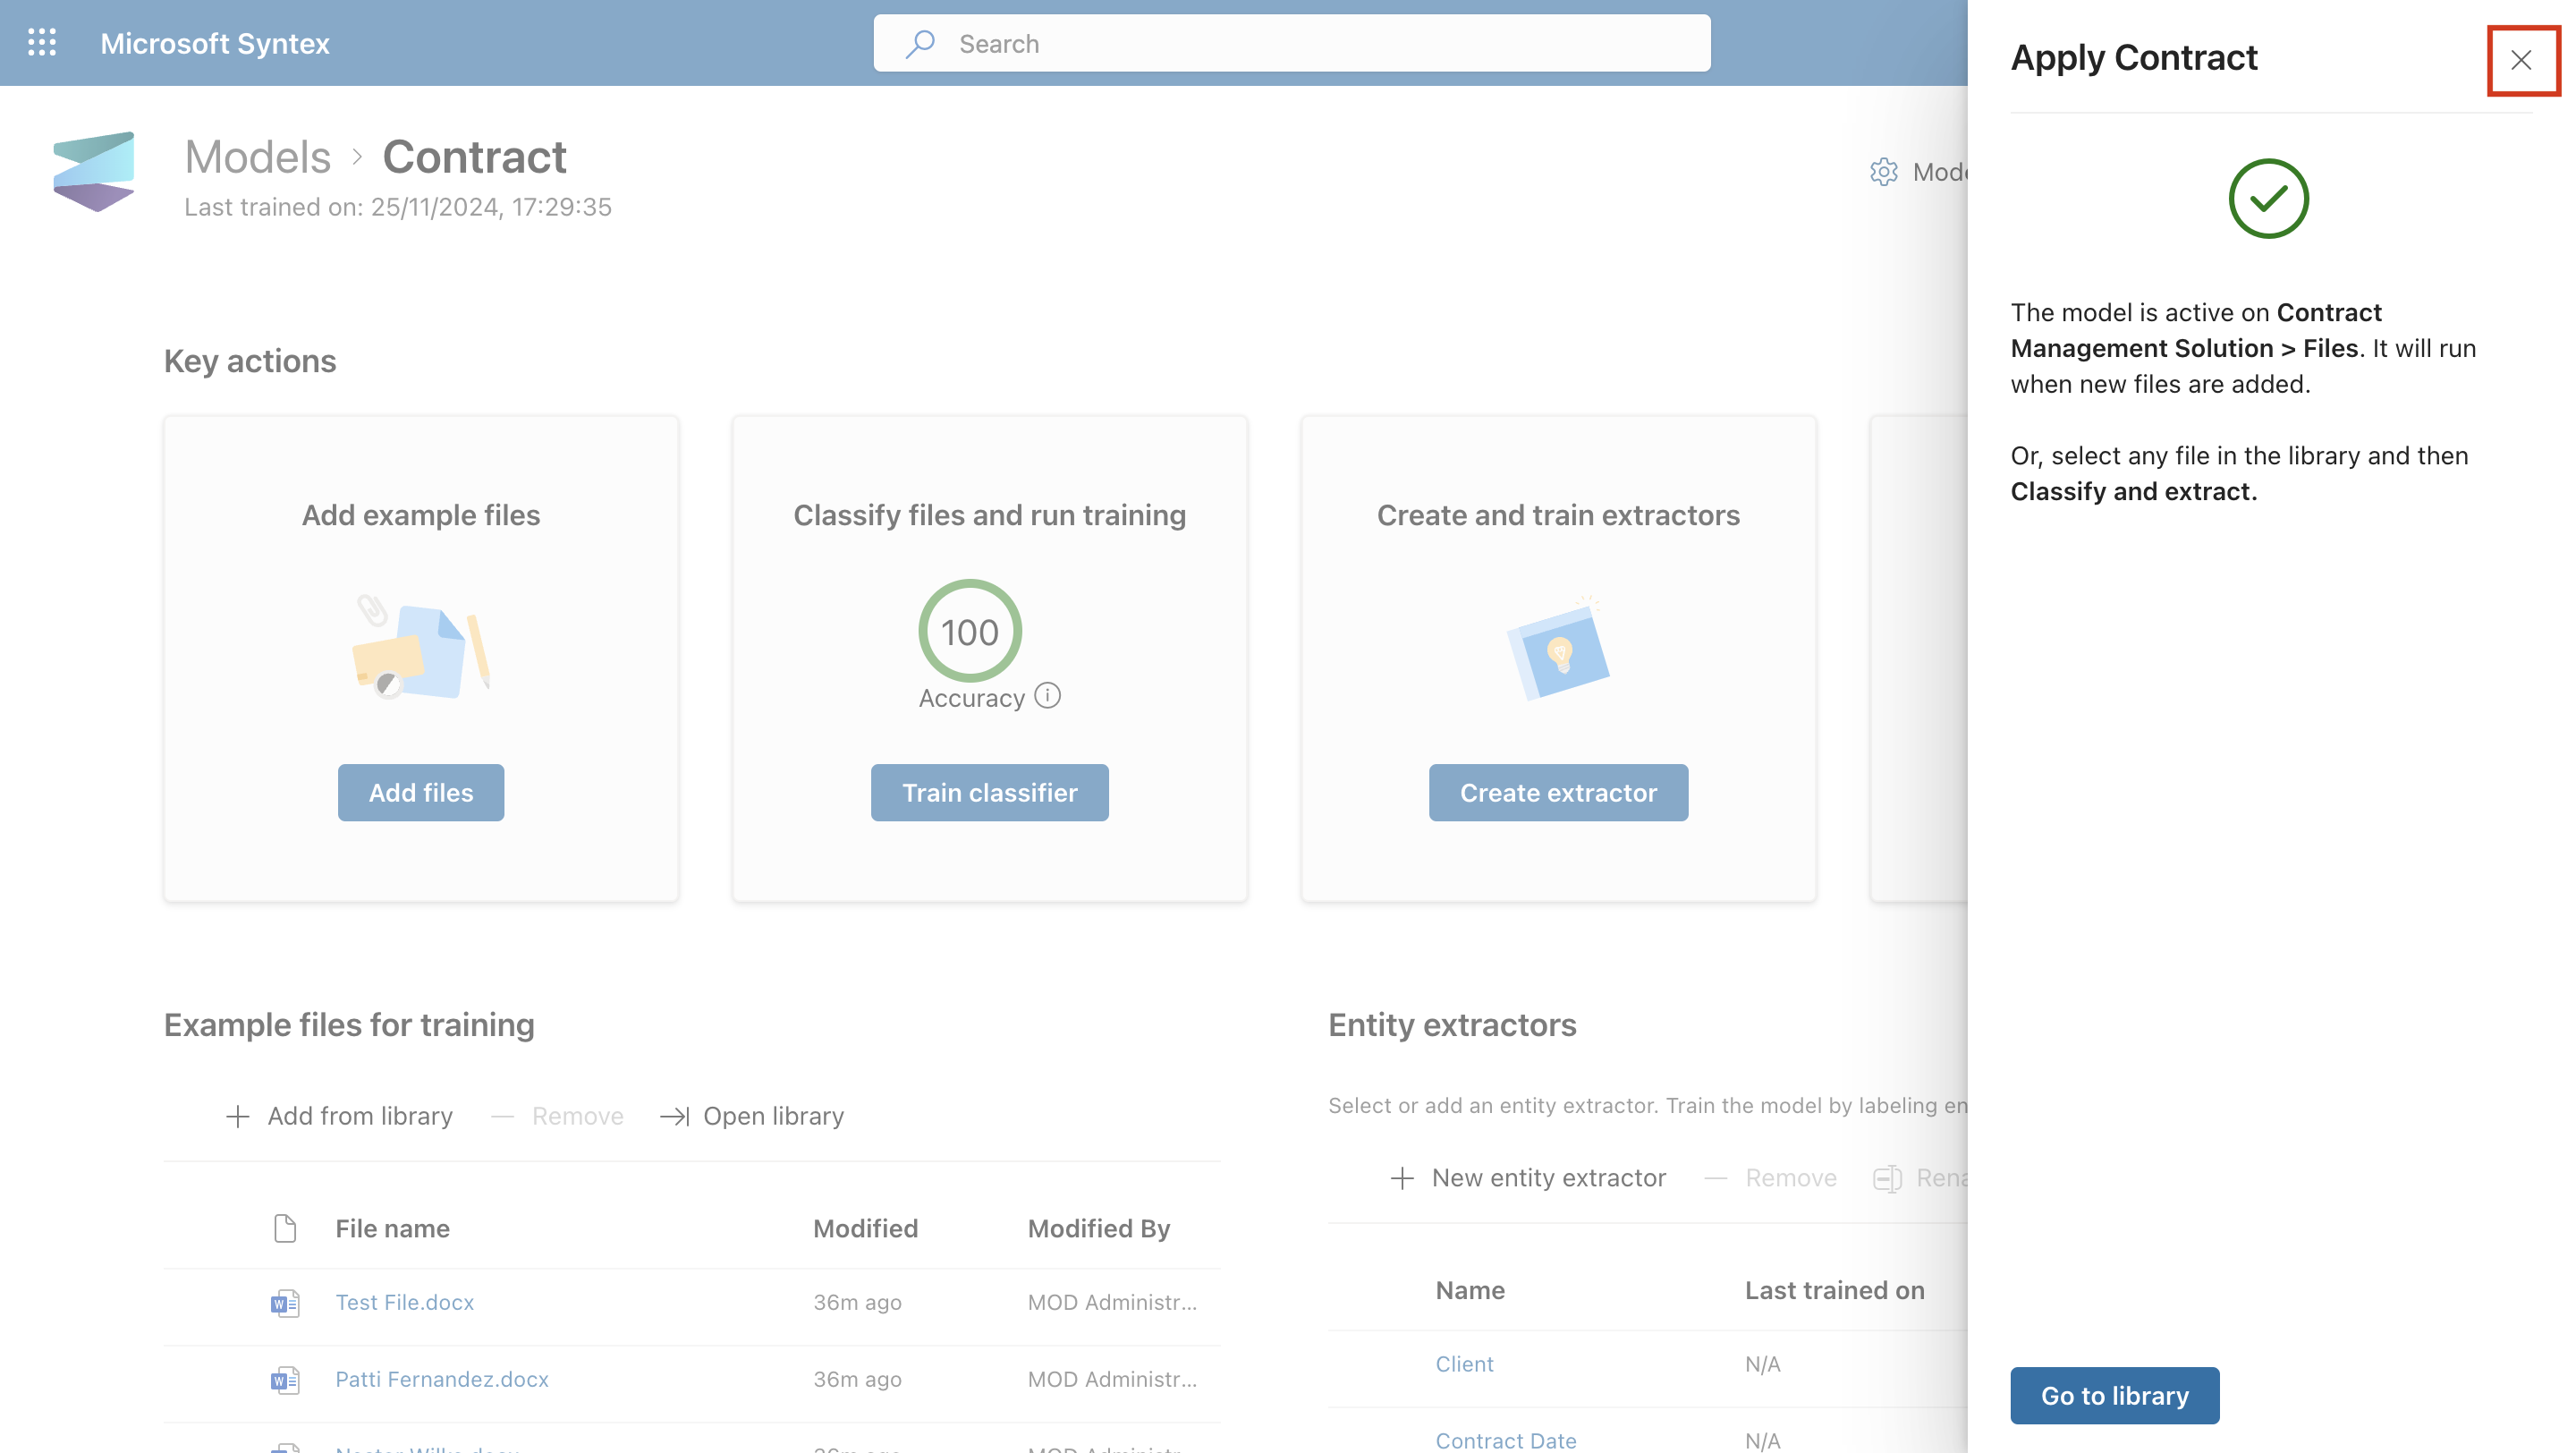 Microsoft Syntex
Search
Models > Contract
Last trained on: 25/11/2024, 17:29:35
Key actions
Add example files
Add files
Classify files and run training
100
Accuracy
Train classifier
Create and train extractors
Create extractor
Example files for training
Add from library
Remove
Open library
File name Modified Modified By
Test File.docx 36m ago MOD Administr...
Patti Fernandez.docx 36m ago MOD Administr...
Entity extractors
Select or add an entity extractor. Train the model by labeling en
New entity extractor
Remove
Rena
Name Last trained on
Client N/A
Contract Date N/A
Apply Contract
The model is active on Contract
Management Solution > Files. It will run
when new files are added.
Or, select any file in the library and then
Classify and extract.
Go to library